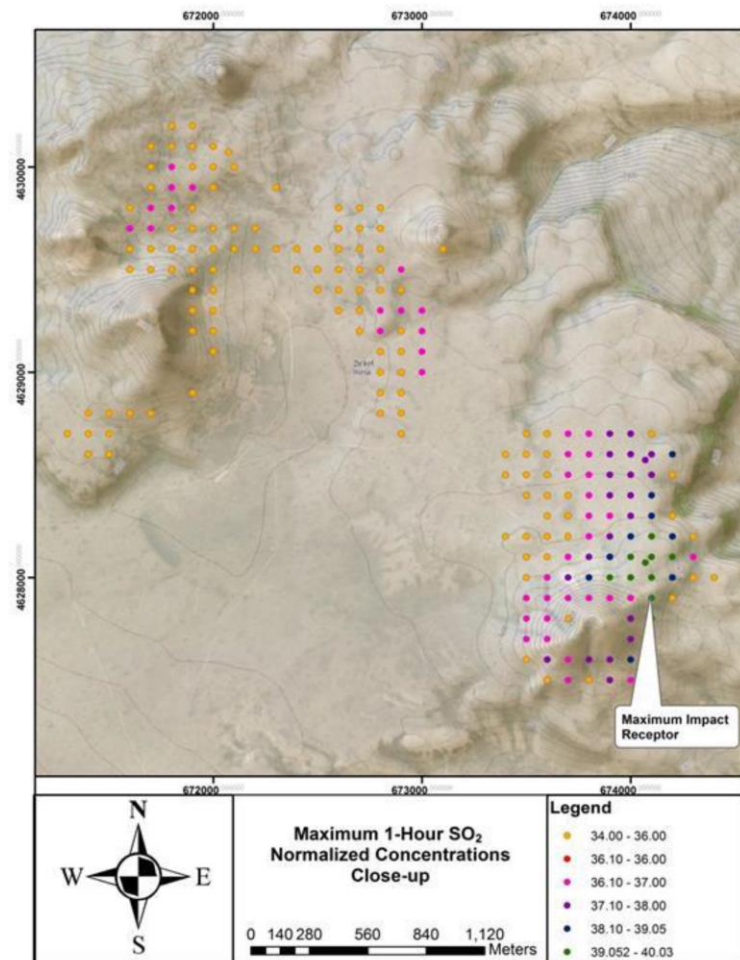 672000
673000
674000
4630000
4629000
4628000
Maximum Impact
Receptor
672000
673000
674000
N
W
E
S
Maximum 1-Hour SO₂
Normalized Concentrations
Close-up
0 140 280 560 840 1,120
Meters
Legend
34.00 - 36.00
36.10 - 36.00
36.10 - 37.00
37.10 - 38.00
38.10 - 39.05
39.052 - 40.03